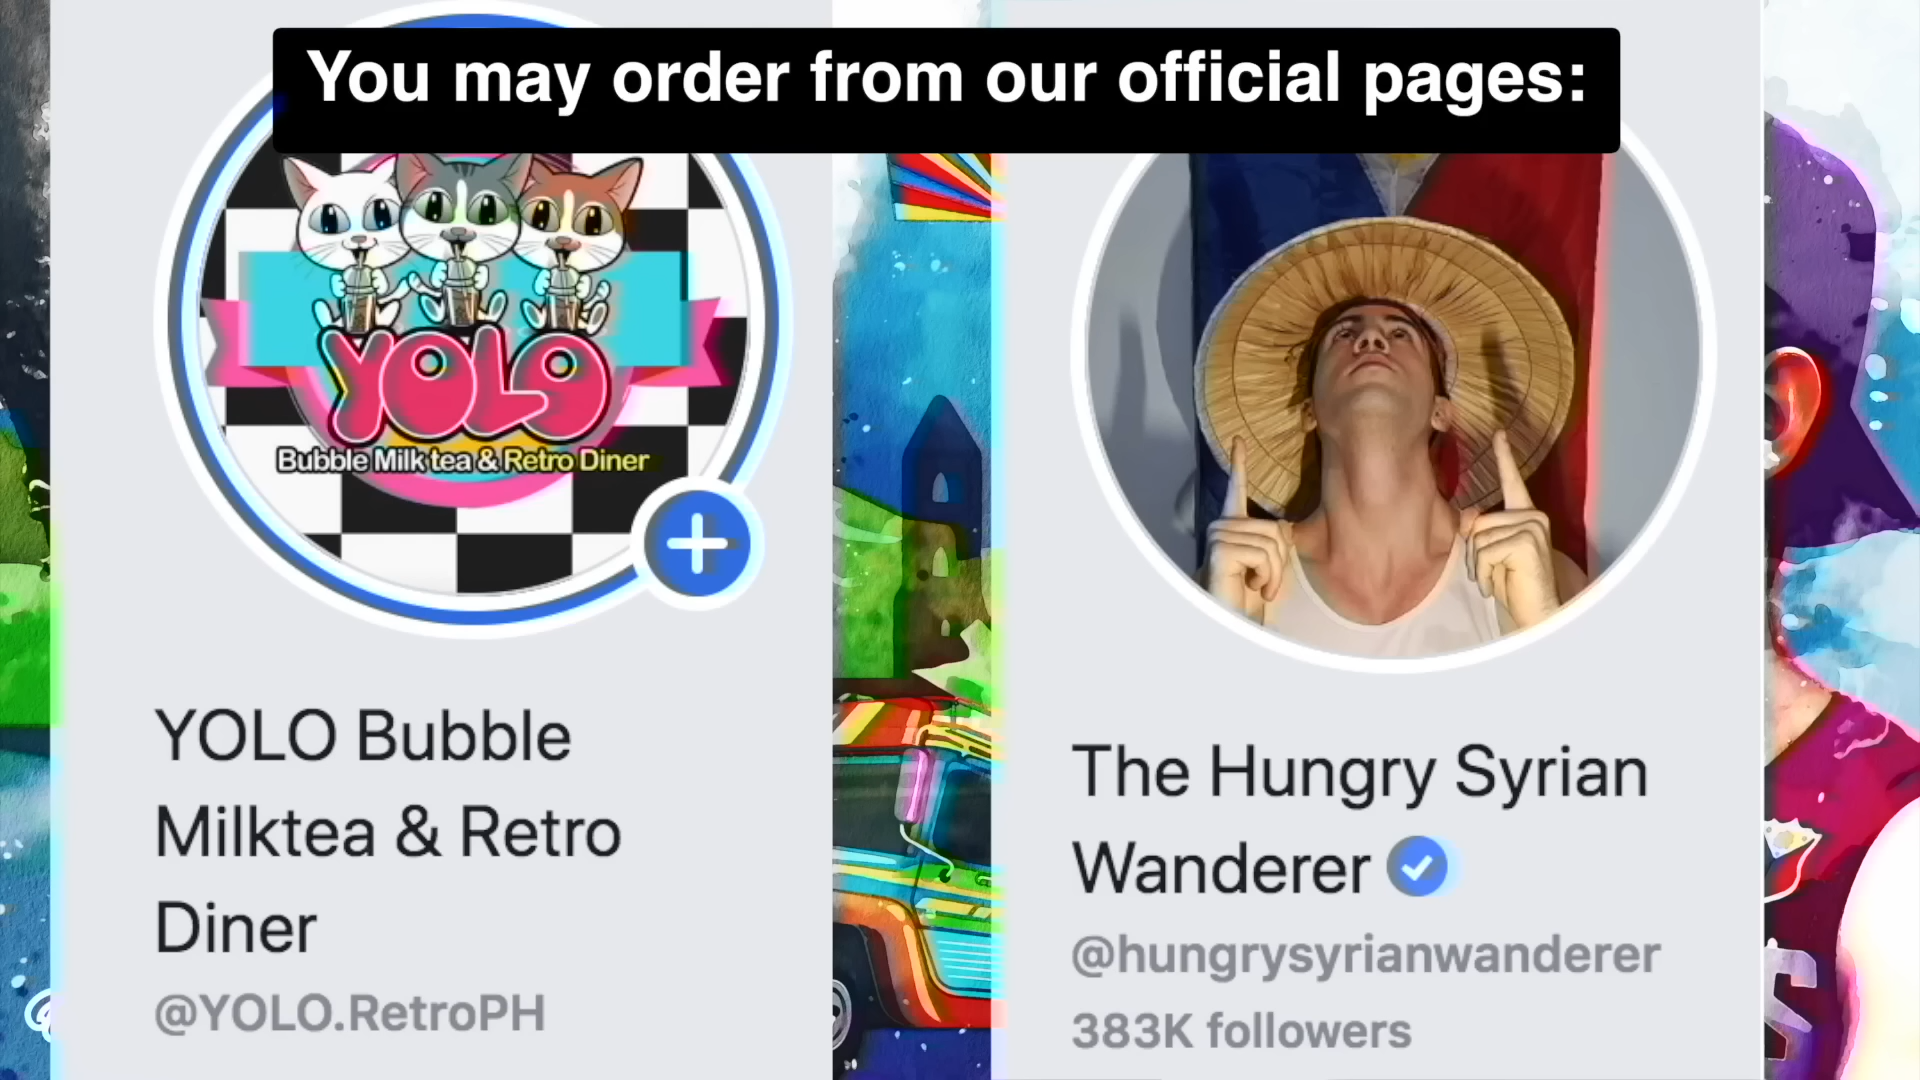 You may order from our official pages:
YOLO
Bubble Milk tea & Retro Diner
YOLO Bubble
Milktea & Retro
Diner
@YOLO.RetroPH
The Hungry Syrian
Wanderer
@hungrysyrianwanderer
383K followers